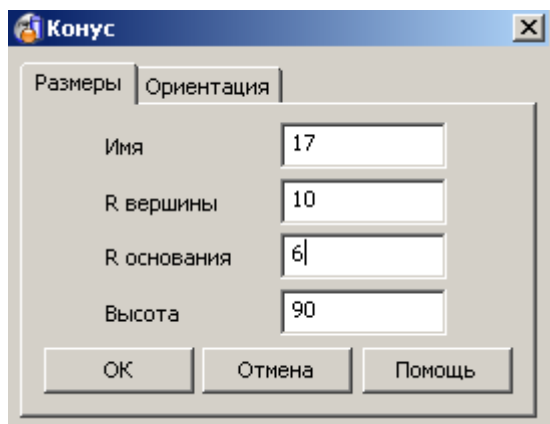 Конус
Размеры Ориентация
Имя 17
R вершины 10
R основания 6
Высота 90
OK Отмена Помощь